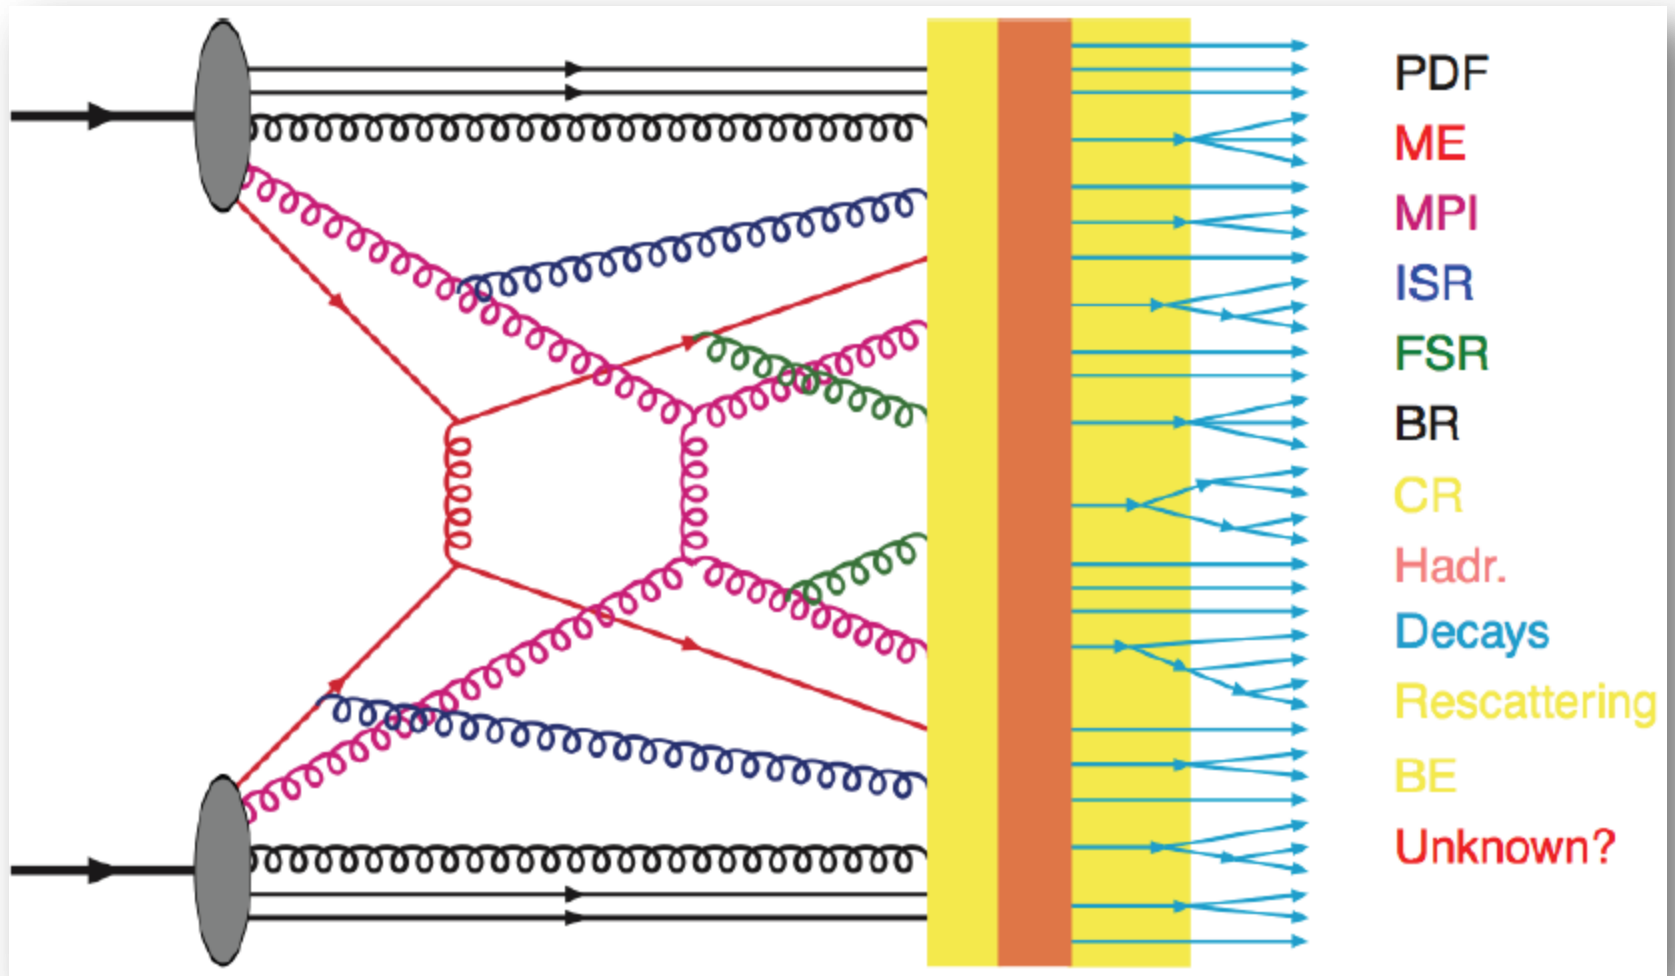 PDF
ME
MPI
ISR
FSR
BR
CR
Hadr.
Decays
Rescattering
BE
Unknown?